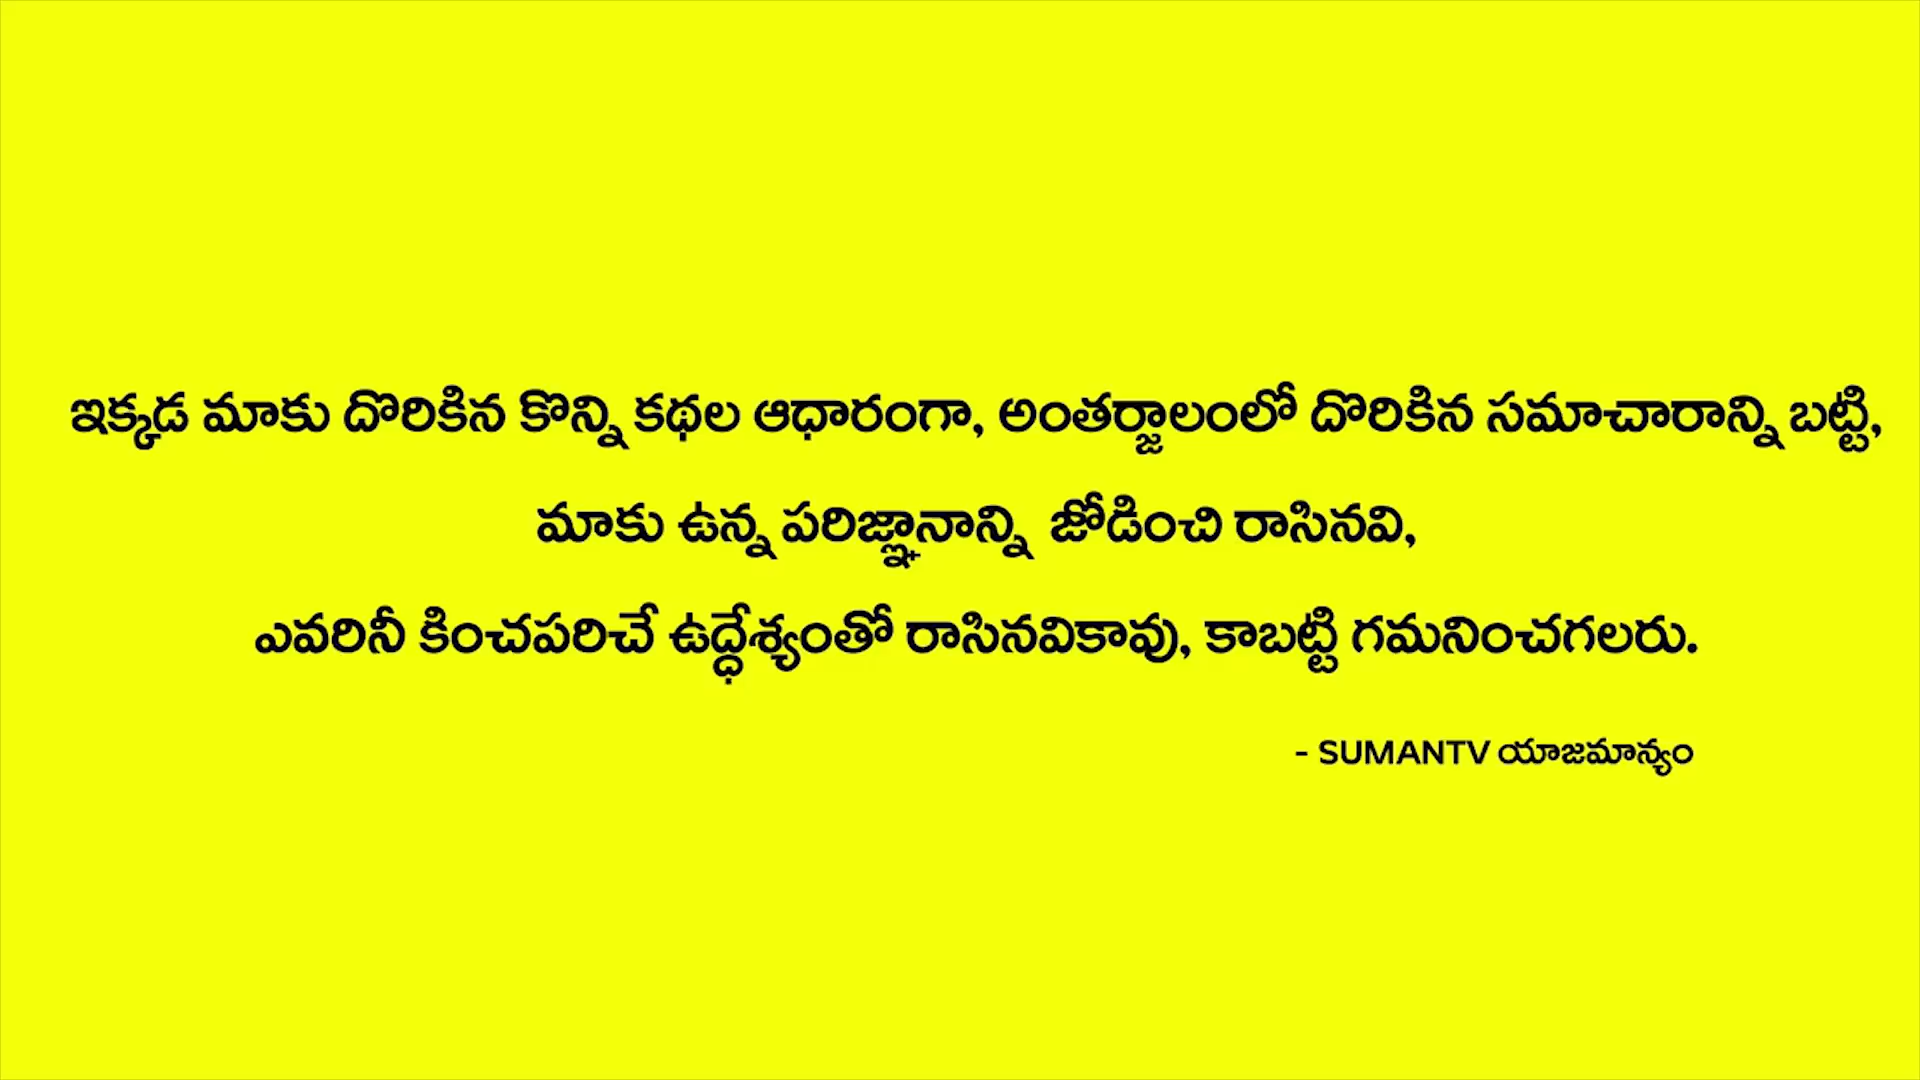 ఇక్కడ మాకు దొరికిన కొన్ని కథల ఆధారంగా, అంతర్జాలంలో దొరికిన సమాచారాన్ని బట్టి,
మాకు ఉన్న పరిజ్ఞానాన్ని జోడించి రాసినవి,
ఎవరినీ కించపరిచే ఉద్ధేశ్యంతో రాసినవికావు, కాబట్టి గమనించగలరు.
- SUMANTV యాజమాన్యం